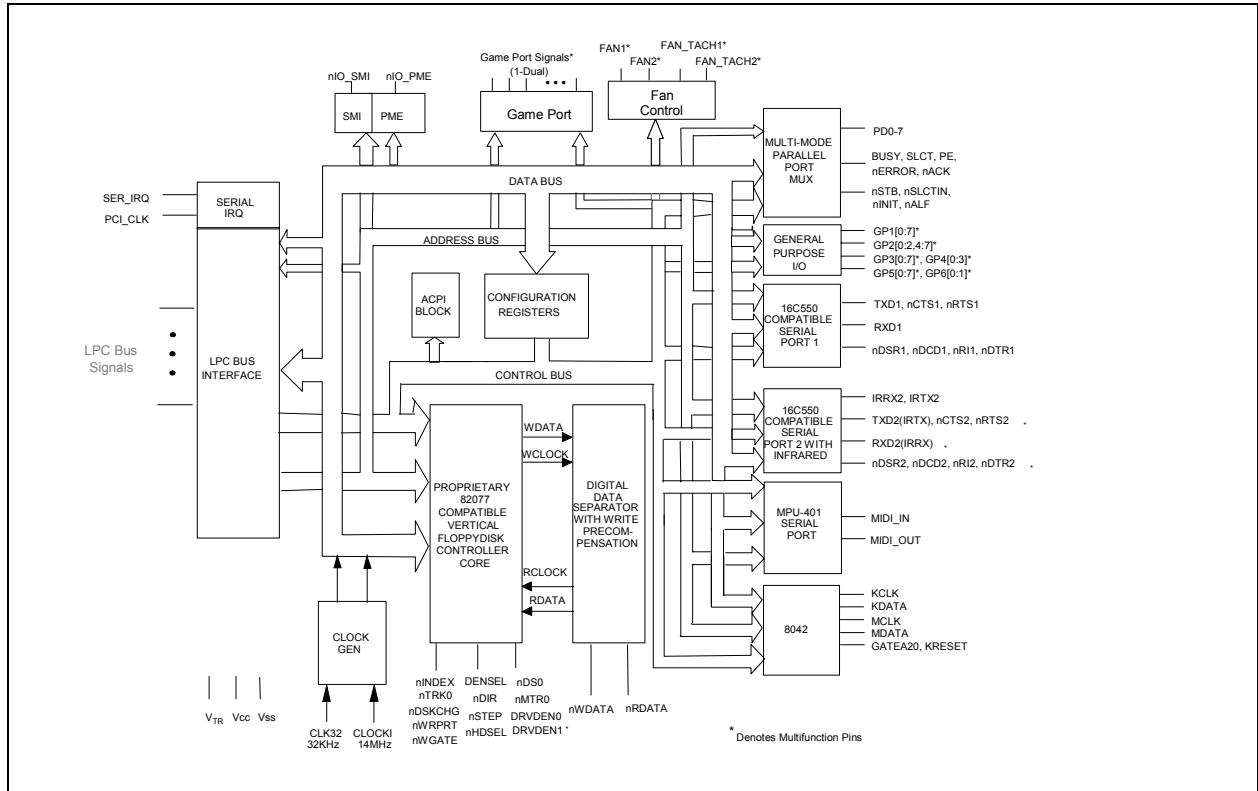 FAN1*
FAN_TACH1*
FAN2*
FAN_TACH2*
Game Port Signals*
(1-Dual)
nIO_SMI
nIO_PME
SMI
PME
Game Port
Fan
Control
MULTI-MODE
PARALLEL
PORT
MUX
PD0-7
BUSY, SLCT, PE,
nERROR, nACK
nSTB, nSLCTIN,
nINIT, nALF
DATA BUS
SER_IRQ
PCI_CLK
SERIAL
IRQ
ADDRESS BUS
GENERAL
PURPOSE
I/O
GP1[0:7]*
GP2[0:2,4:7]*
GP3[0:7]*, GP4[0:3]*
GP5[0:7]*, GP6[0:1]*
ACPI
BLOCK
CONFIGURATION
REGISTERS
16C550
COMPATIBLE
SERIAL
PORT 1
TXD1, nCTS1, nRTS1
RXD1
nDSR1, nDCD1, nRI1, nDTR1
LPC Bus
Signals
LPC BUS
INTERFACE
CONTROL BUS
16C550
COMPATIBLE
SERIAL
PORT 2 WITH
INFRARED
IRRX2, IRTX2
TXD2(IRTX), nCTS2, nRTS2 *
RXD2(IRRX) *
nDSR2, nDCD2, nRI2, nDTR2 *
WDATA
WCLOCK
PROPRIETARY
82077
COMPATIBLE
VERTICAL
FLOPPYDISK
CONTROLLER
CORE
DIGITAL
DATA
SEPARATOR
WITH WRITE
PRECOM-
PENSATION
RCLOCK
RDATA
MPU-401
SERIAL
PORT
MIDI_IN
MIDI_OUT
8042
KCLK
KDATA
MCLK
MDATA
GATEA20, KRESET
CLOCK
GEN
VTR
Vcc
Vss
CLK32
32KHz
CLOCKI
14MHz
nINDEX
nTRK0
nDSKCHG
nWRPRT
nWGATE
DENSEL
nDIR
nSTEP
nHDSEL
nDS0
nMTR0
DRVDEN0
DRVDEN1*
nWDATA
nRDATA
* Denotes Multifunction Pins